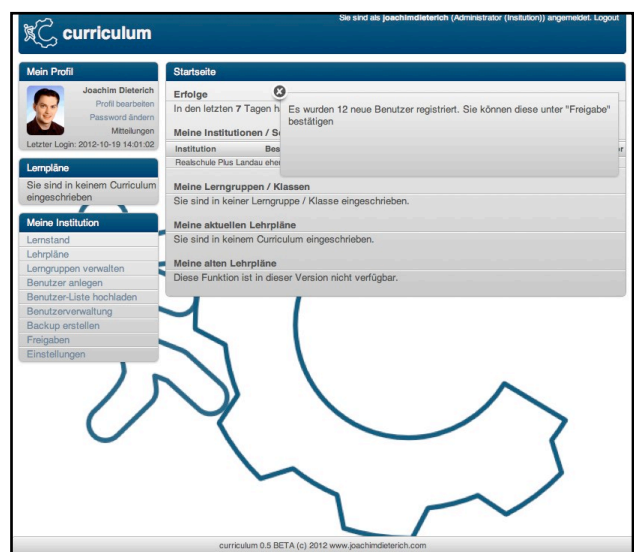 Sie sind als joachimdieterich (Administrator (Insitution)) angemeldet. Logout
curriculum
Mein Profil
Joachim Dieterich
Profil bearbeiten
Password ändern
Mitteilungen
Letzter Login: 2012-10-19 14:01:02
Lernpläne
Sie sind in keinem Curriculum
eingeschrieben
Meine Institution
Lernstand
Lehrpläne
Lerngruppen verwalten
Benutzer anlegen
Benutzer-Liste hochladen
Benutzerverwaltung
Backup erstellen
Freigaben
Einstellungen
Startseite
Erfolge
In den letzten 7 Tagen
Es wurden 12 neue Benutzer registriert. Sie können diese unter "Freigabe"
bestätigen
Meine Institutionen /
Institution
Realschule Plus Landau
Meine Lerngruppen / Klassen
Sie sind in keiner Lerngruppe / Klasse eingeschrieben.
Meine aktuellen Lehrpläne
Sie sind in keinem Curriculum eingeschrieben.
Meine alten Lehrpläne
Diese Funktion ist in dieser Version nicht verfügbar.
curriculum 0.5 BETA (c) 2012 www.joachimdieterich.com